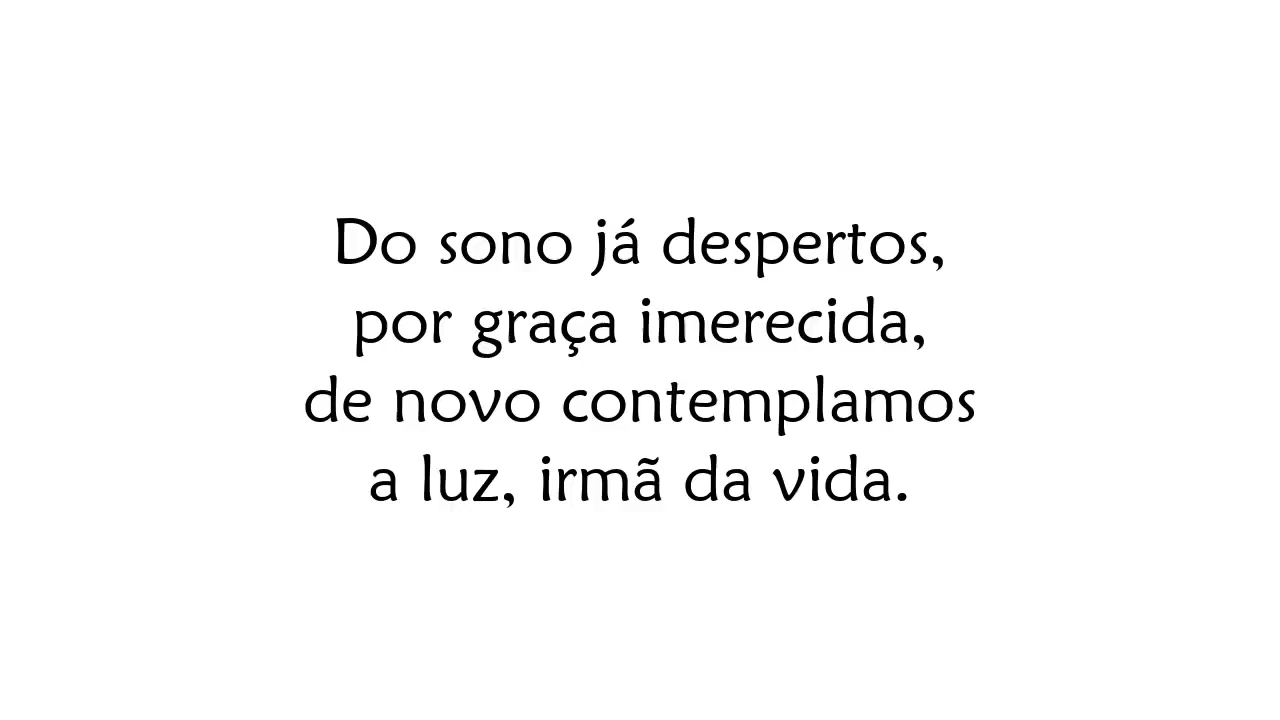 Do sono já despertos,
por graça imerecida,
de novo contemplamos
a luz, irmã da vida.